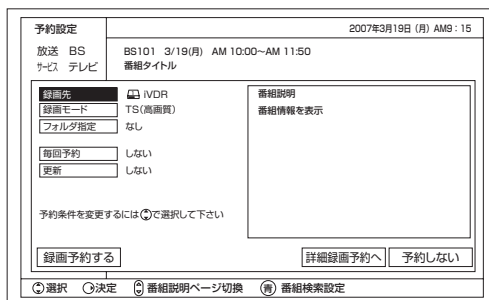 予約設定 2007年3月19日(月) AM9:15
放送 BS BS101 3/19(月) AM 10:00~AM 11:50
サービス テレビ 番組タイトル
録画先 iVDR
録画モード TS(高画質)
フォルダ指定 なし
毎回予約 しない
更新 しない
予約条件を変更するにはで選択して下さい
番組説明
番組情報を表示
録画予約する 詳細録画予約へ 予約しない
選択 決定 番組説明ページ切換 青 番組検索設定